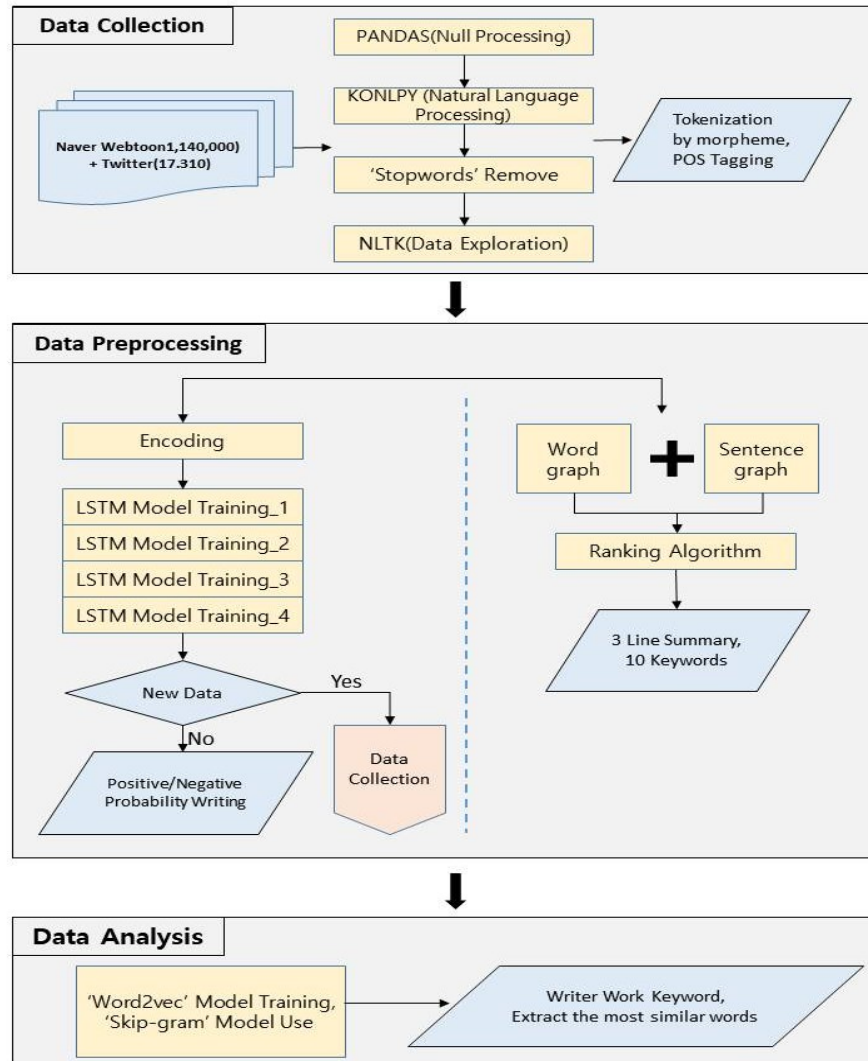 Data Collection
PANDAS(Null Processing)
KONLPY (Natural Language
Processing)
Naver Webtoon1,140,000)
+ Twitter(17.310)
'Stopwords' Remove
NLTK(Data Exploration)
Tokenization
by morpheme,
POS Tagging
Data Preprocessing
Encoding
LSTM Model Training_1
LSTM Model Training_2
LSTM Model Training_3
LSTM Model Training_4
New Data
Yes
No
Positive/Negative
Probability Writing
Data
Collection
Word
graph
Sentence
graph
Ranking Algorithm
3 Line Summary,
10 Keywords
Data Analysis
'Word2vec' Model Training,
'Skip-gram' Model Use
Writer Work Keyword,
Extract the most similar words